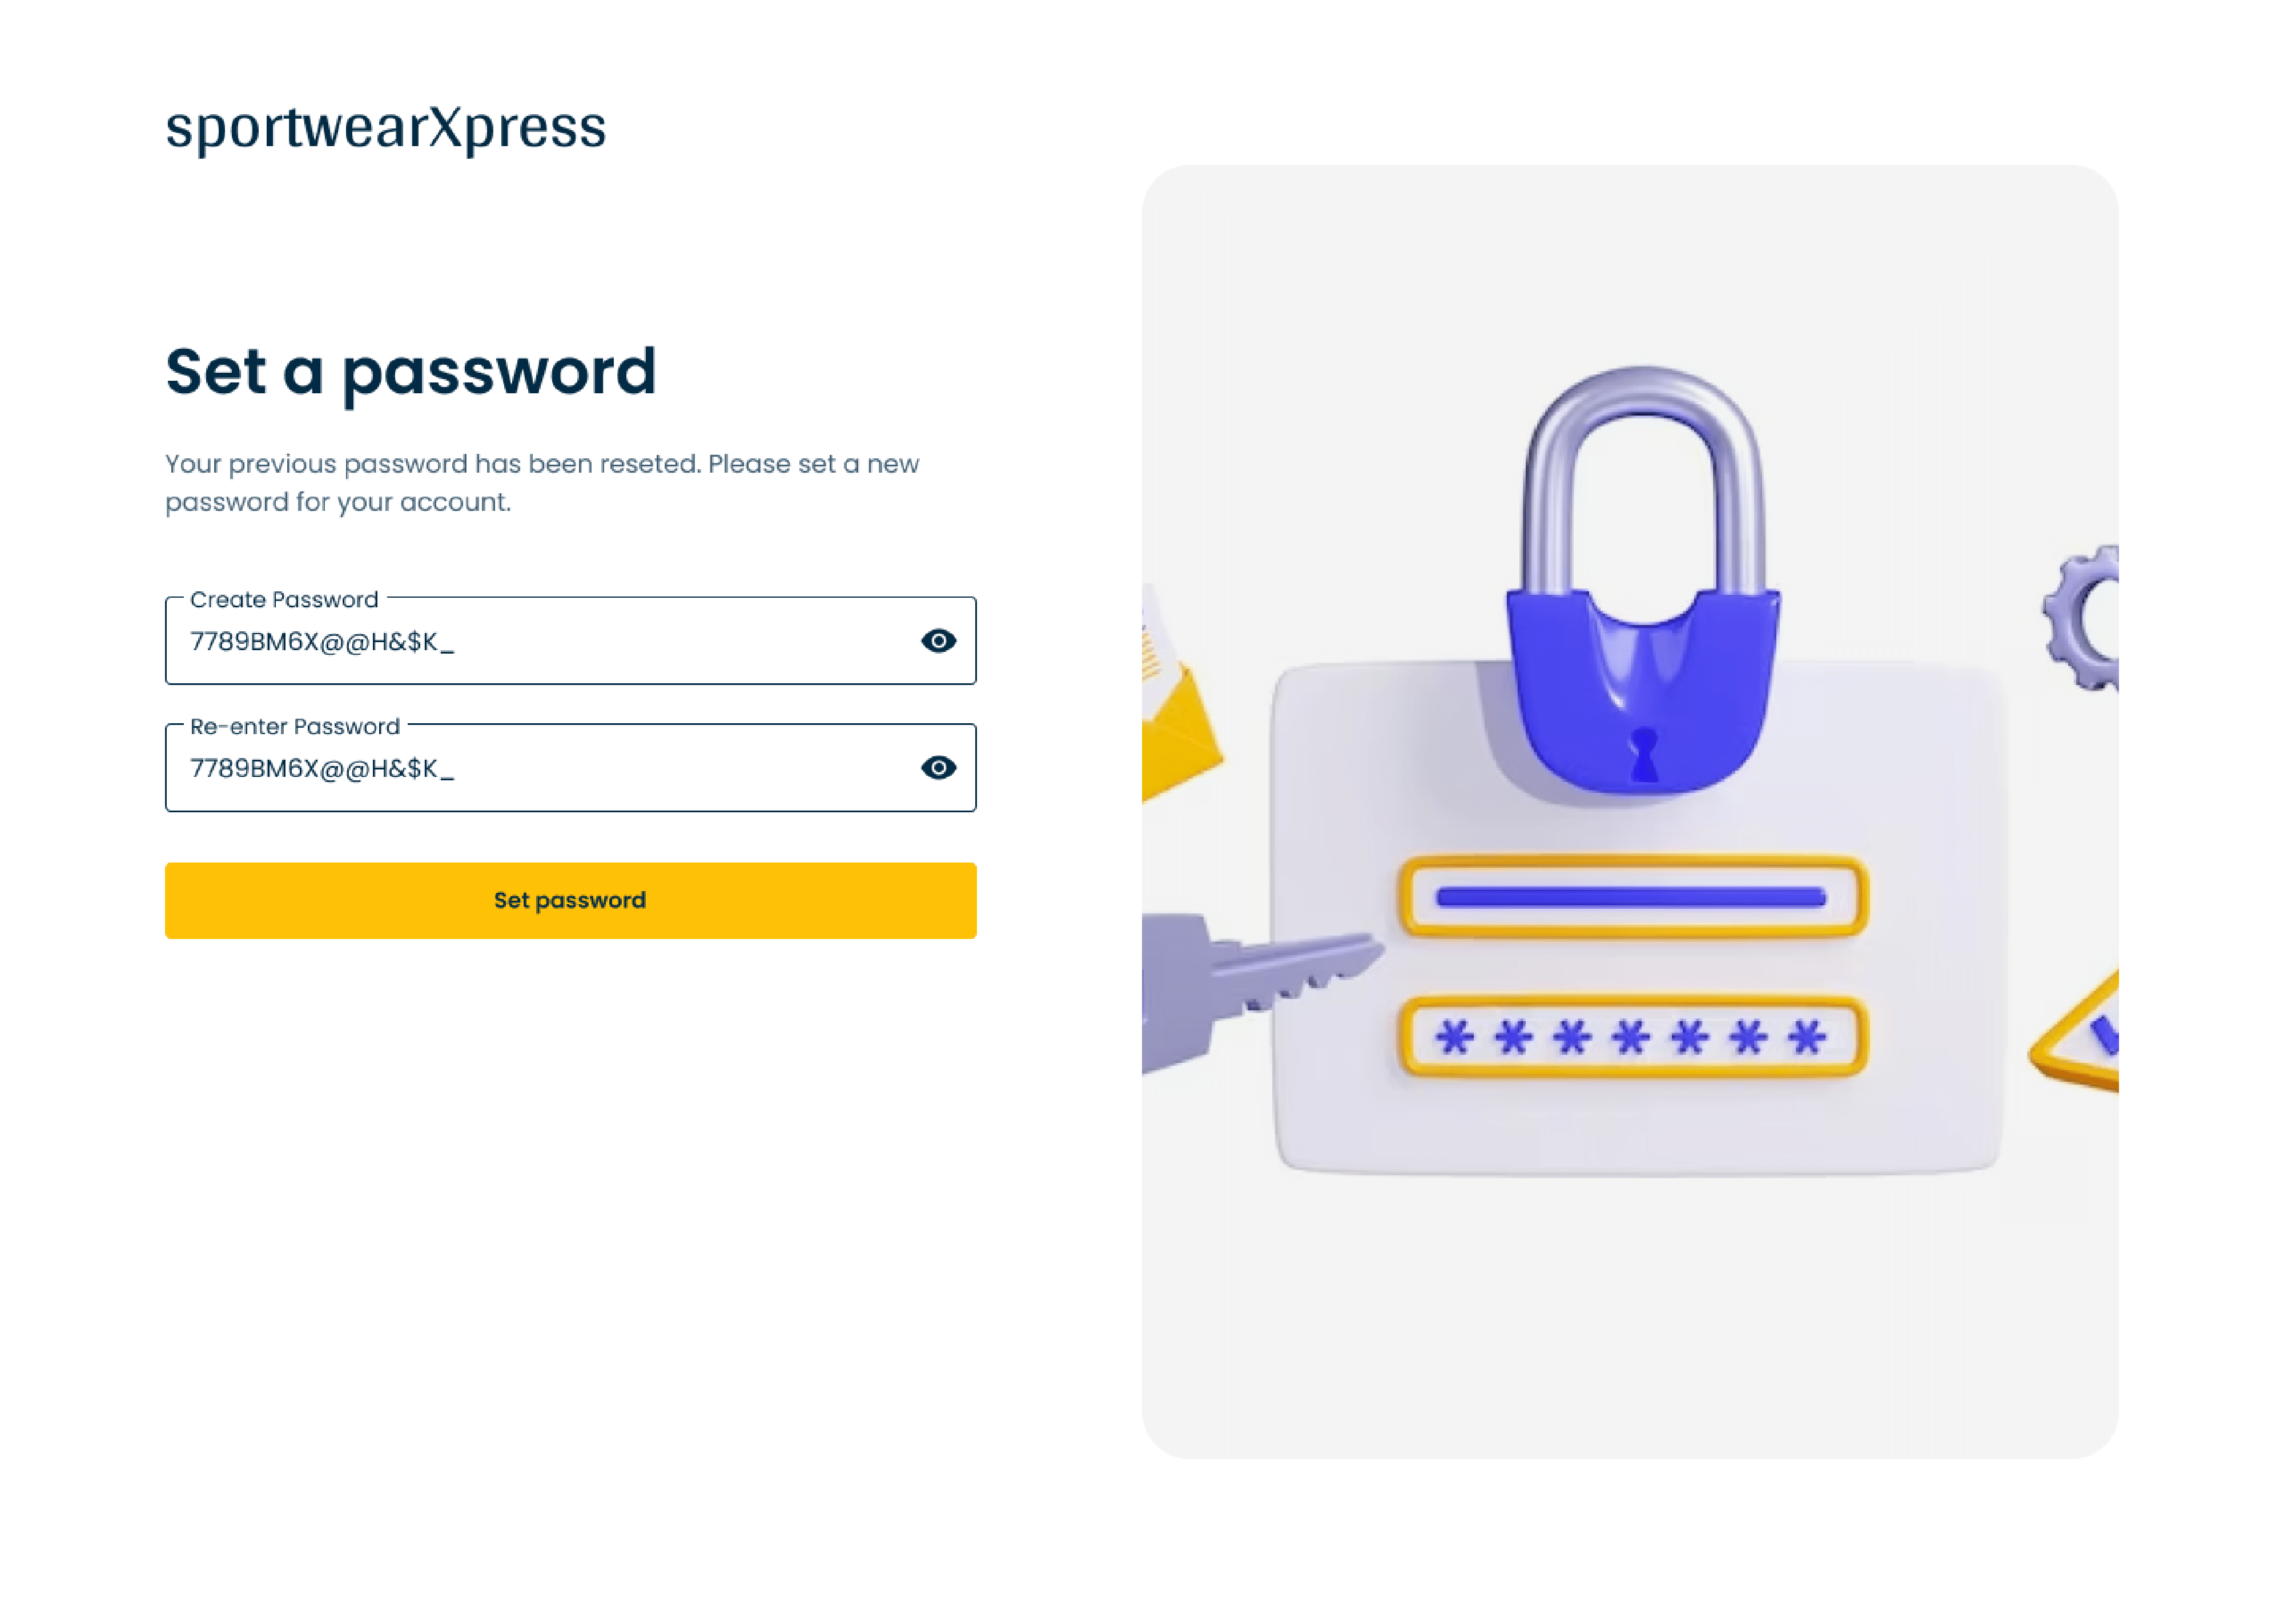 sportwearXpress
Set a password
Your previous password has been reseted. Please set a new
password for your account.
Create Password
7789BM6X@@H&$K_
Re-enter Password
7789BM6X@@H&$K_
Set password
*******